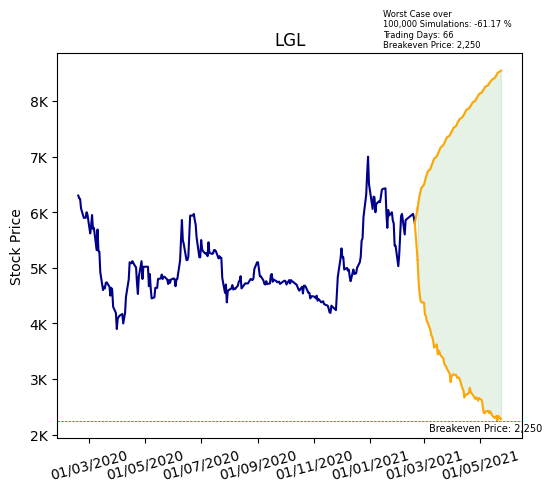 Worst Case over
100,000 Simulations: -61.17 %
Trading Days: 66
Breakeven Price: 2,250
LGL
Stock Price
8K
7K
6K
5K
4K
3K
2K
Breakeven Price: 2,250
01/03/2020
01/05/2020
01/07/2020
01/09/2020
01/11/2020
01/01/2021
01/03/2021
01/05/2021